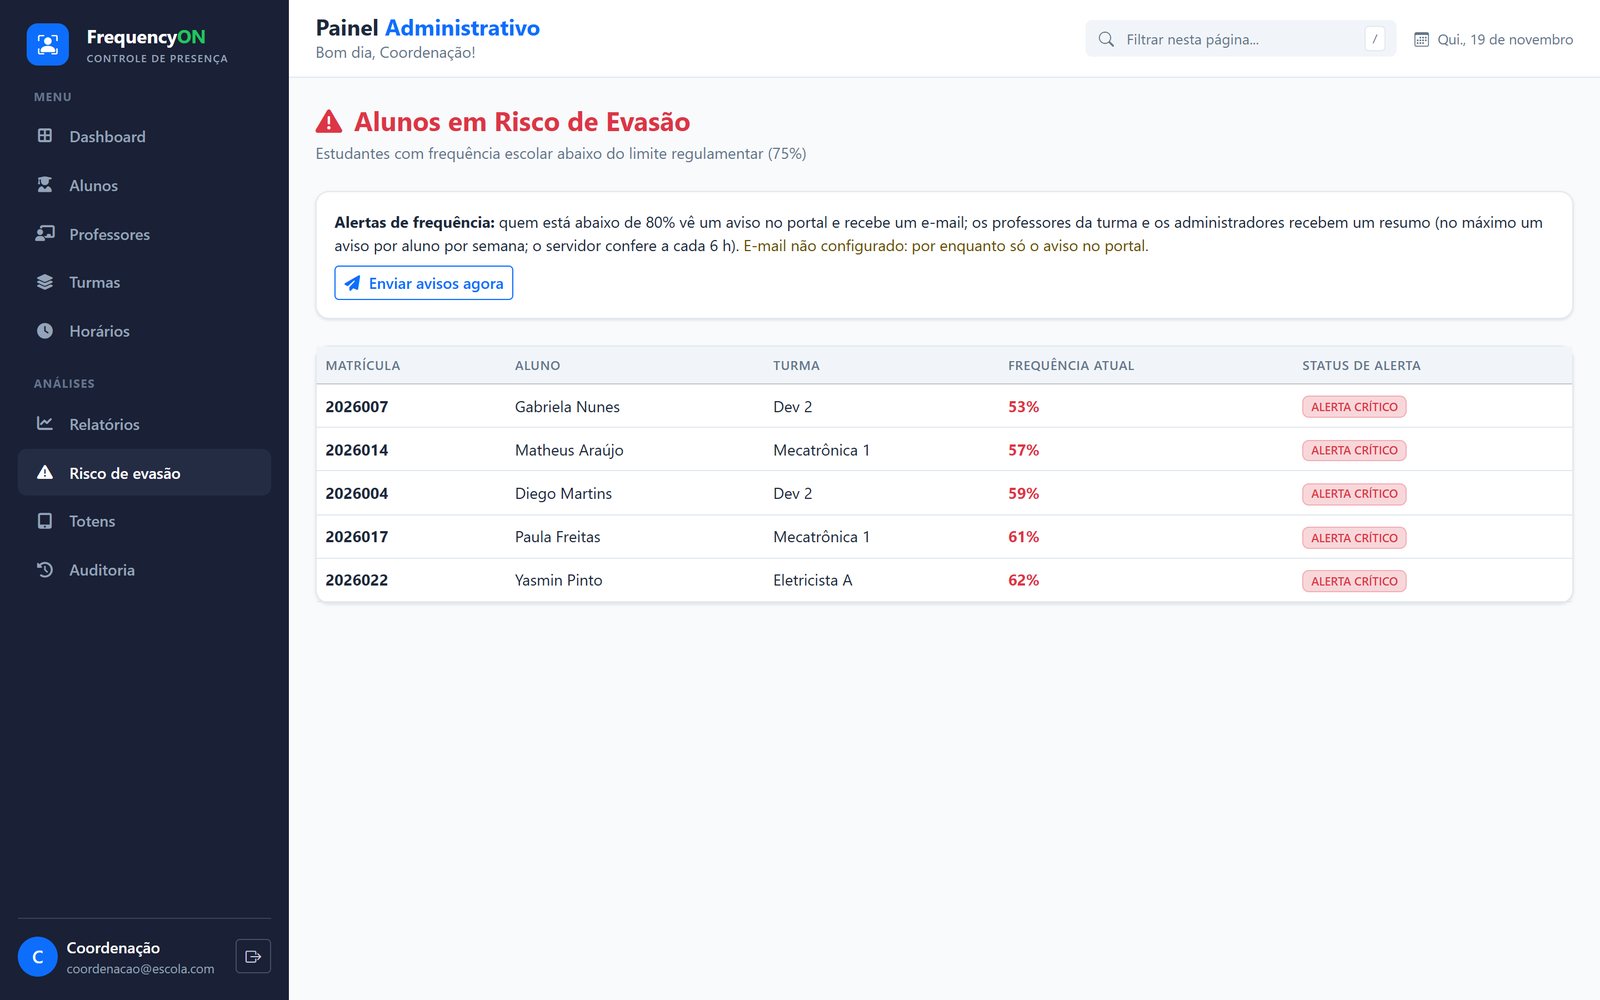 FrequencyON
CONTROLE DE PRESENÇA
MENU
Dashboard
Alunos
Professores
Turmas
Horários
ANÁLISES
Relatórios
Risco de evasão
Totens
Auditoria
C
Coordenação
coordenacao@escola.com
Painel Administrativo
Bom dia, Coordenação!
Filtrar nesta página...
/
Qui., 19 de novembro
Alunos em Risco de Evasão
Estudantes com frequência escolar abaixo do limite regulamentar (75%)
Alertas de frequência: quem está abaixo de 80% vê um aviso no portal e recebe um e-mail; os professores da turma e os administradores recebem um resumo (no máximo um
aviso por aluno por semana; o servidor confere a cada 6 h). E-mail não configurado: por enquanto só o aviso no portal.
Enviar avisos agora
MATRÍCULA ALUNO TURMA FREQUÊNCIA ATUAL STATUS DE ALERTA
2026007 Gabriela Nunes Dev 2 53% ALERTA CRÍTICO
2026014 Matheus Araújo Mecatrônica 1 57% ALERTA CRÍTICO
2026004 Diego Martins Dev 2 59% ALERTA CRÍTICO
2026017 Paula Freitas Mecatrônica 1 61% ALERTA CRÍTICO
2026022 Yasmin Pinto Eletricista A 62% ALERTA CRÍTICO